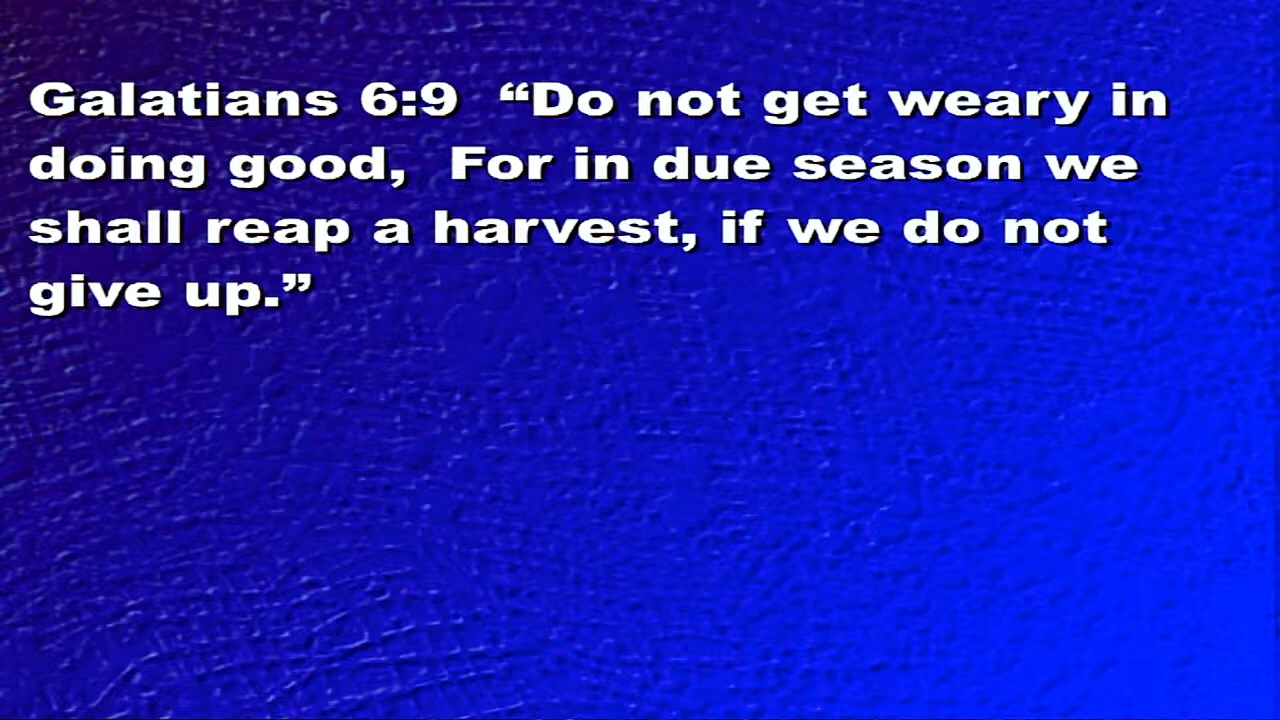 Galatians 6:9  “Do not get weary in
doing good,  For in due season we
shall reap a harvest, if we do not
give up.”